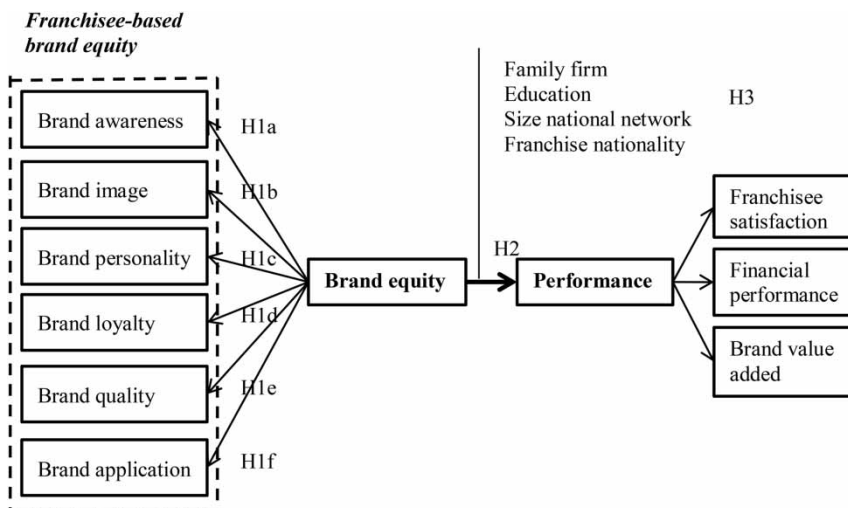 Franchisee-based
brand equity
Brand awareness
Brand image
Brand personality
Brand loyalty
Brand quality
Brand application
H1a
H1b
H1c
H1d
H1e
H1f
Brand equity
H2
Family firm
Education
Size national network
Franchise nationality
H3
Performance
Franchisee
satisfaction
Financial
performance
Brand value
added